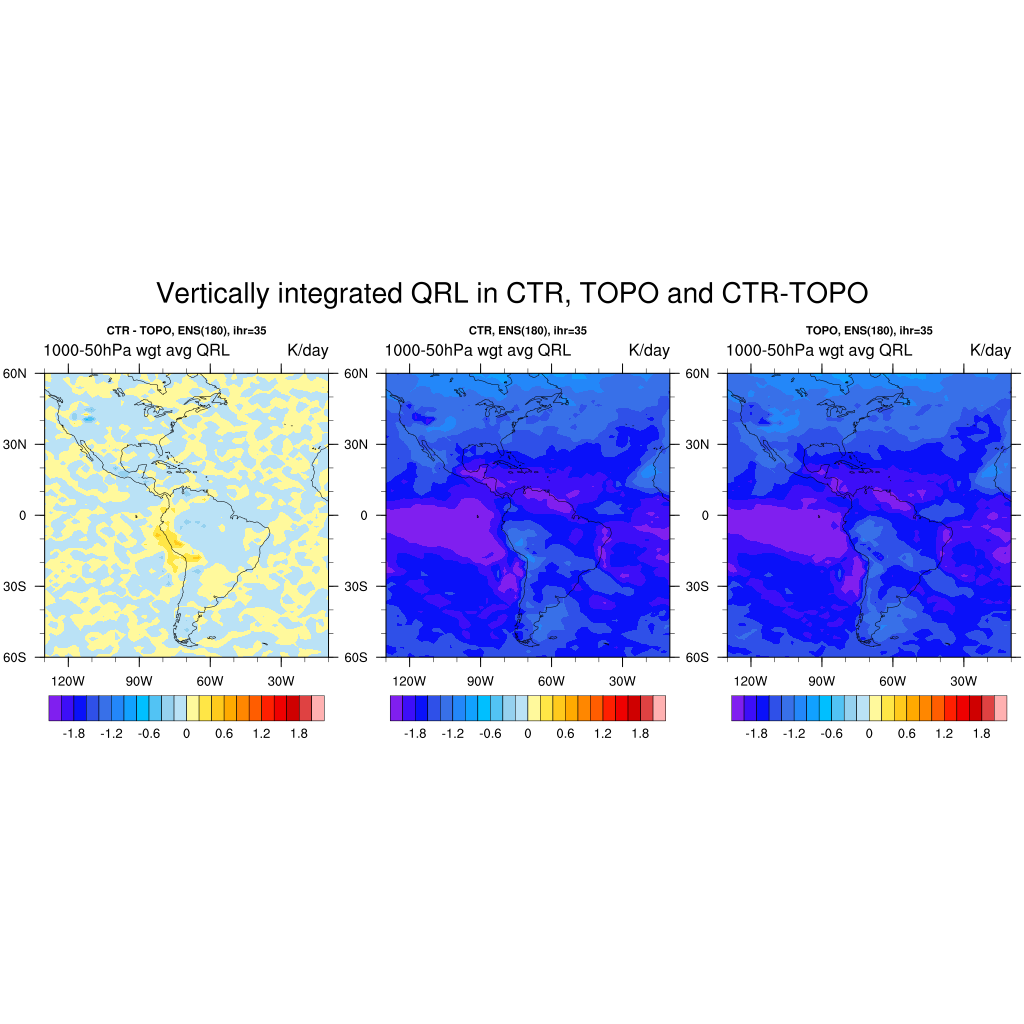 Vertically integrated QRL in CTR, TOPO and CTR-TOPO
CTR - TOPO, ENS(180), ihr=35
1000-50hPa wgt avg QRL K/day
60N
30N
0
30S
60S
120W 90W 60W 30W
-1.8 -1.2 -0.6 0 0.6 1.2 1.8
CTR, ENS(180), ihr=35
1000-50hPa wgt avg QRL K/day
60N
30N
0
30S
60S
120W 90W 60W 30W
-1.8 -1.2 -0.6 0 0.6 1.2 1.8
TOPO, ENS(180), ihr=35
1000-50hPa wgt avg QRL K/day
60N
30N
0
30S
60S
120W 90W 60W 30W
-1.8 -1.2 -0.6 0 0.6 1.2 1.8